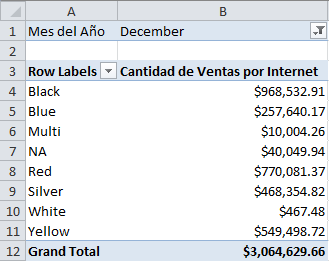 A B
1 Mes del Año December
2
3 Row Labels Cantidad de Ventas por Internet
4 Black $968,532.91
5 Blue $257,640.17
6 Multi $10,004.26
7 NA $40,049.94
8 Red $770,081.37
9 Silver $468,354.82
10 White $467.48
11 Yellow $549,498.72
12 Grand Total $3,064,629.66